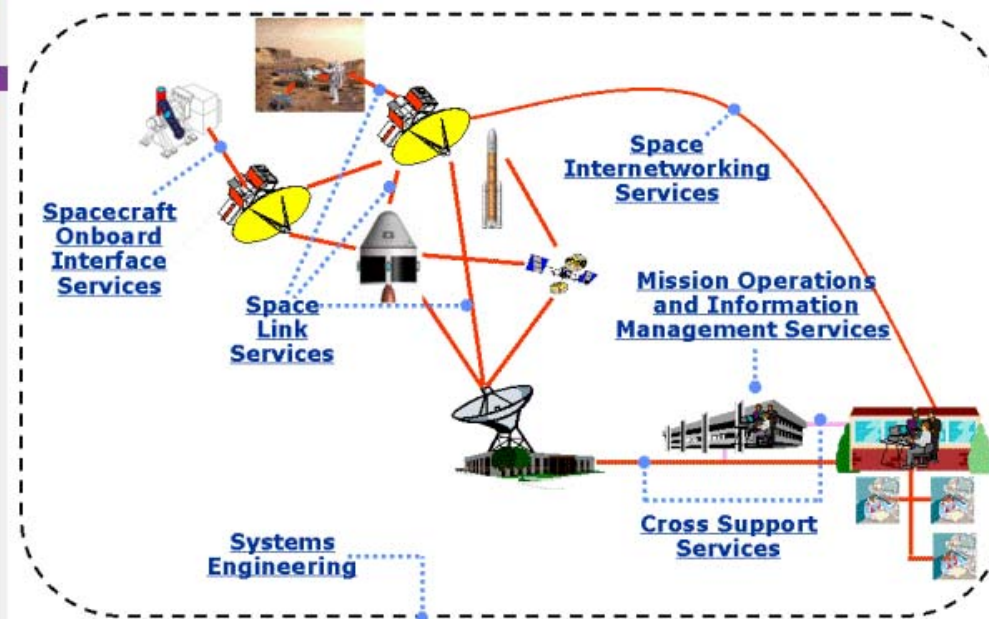 Space
Internetworking
Services
Spacecraft
Onboard
Interface
Services
Mission Operations
and Information
Management Services
Space
Link
Services
Cross Support
Services
Systems
Engineering